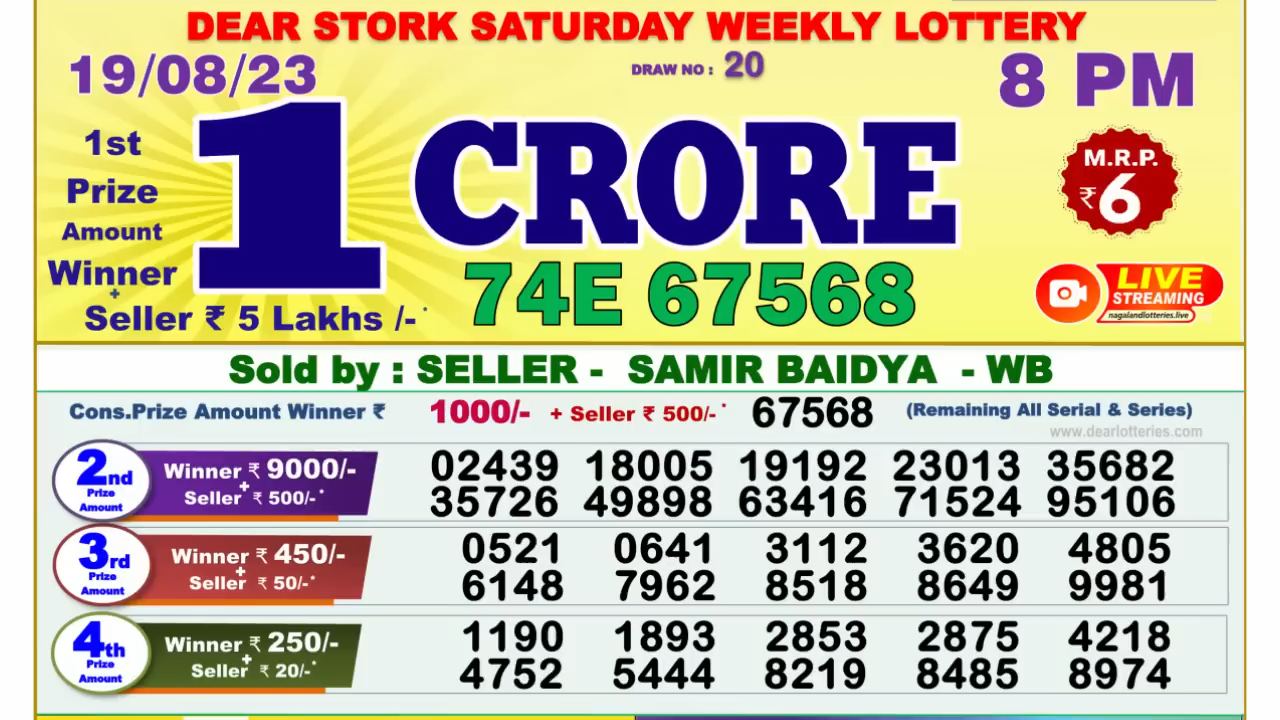 DEAR STORK SATURDAY WEEKLY LOTTERY
19/08/23
DRAW NO : 20
8 PM
1st
Prize
Amount
Winner
+
Seller ₹ 5 Lakhs /-*
1 CRORE
74E 67568
M.R.P.
₹6
LIVE
STREAMING
nagalandlotteries.live
Sold by : SELLER - SAMIR BAIDYA - WB
Cons.Prize Amount Winner ₹ 1000/- + Seller ₹ 500/-* 67568 (Remaining All Serial & Series)
www.dearlotteries.com
2nd
Prize
Amount
Winner ₹ 9000/-
+
Seller ₹ 500/-*
02439 18005 19192 23013 35682
35726 49898 63416 71524 95106
3rd
Prize
Amount
Winner ₹ 450/-
+
Seller ₹ 50/-*
0521 0641 3112 3620 4805
6148 7962 8518 8649 9981
4th
Prize
Amount
Winner ₹ 250/-
+
Seller ₹ 20/-*
1190 1893 2853 2875 4218
4752 5444 8219 8485 8974